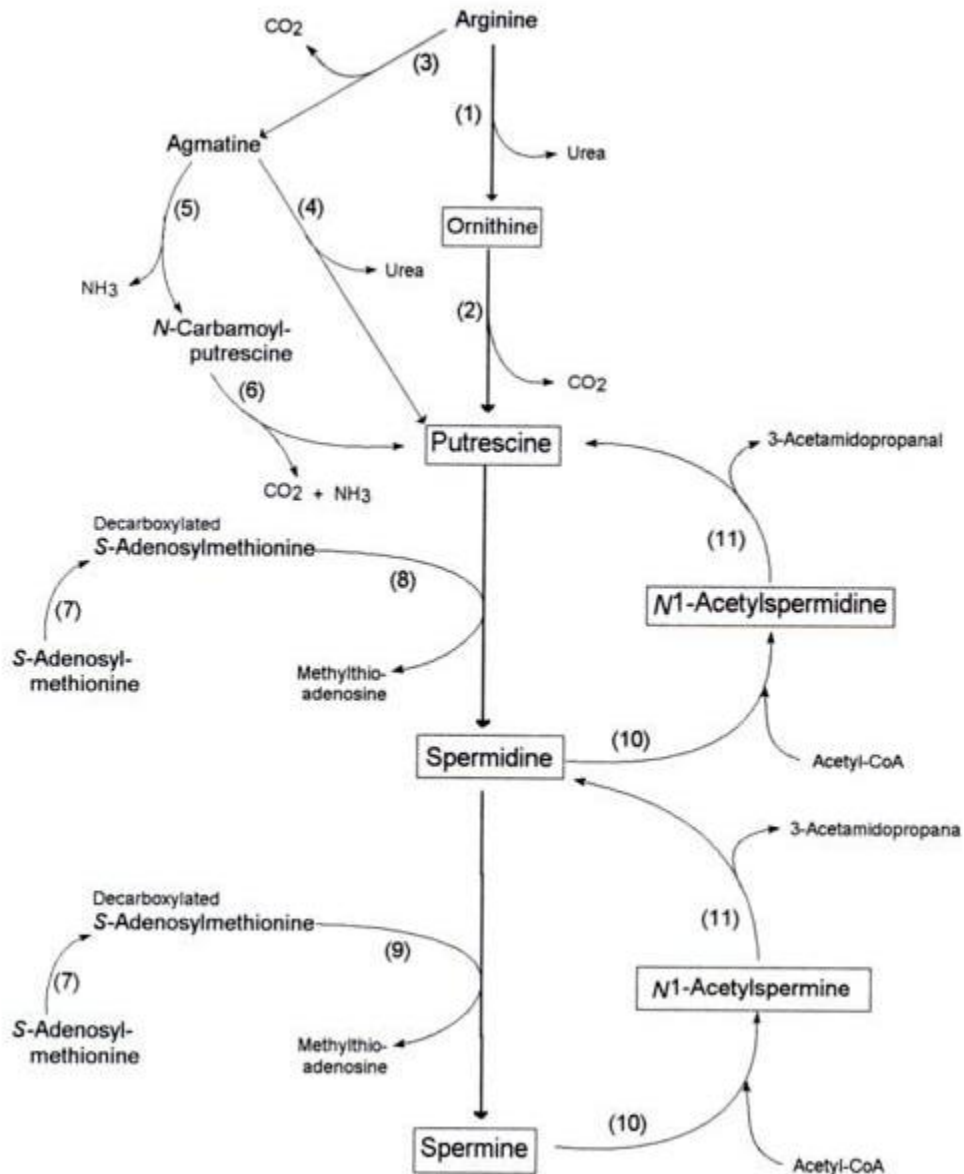 Arginine
CO2
(3)
(1)
Urea
Agmatine
(5)
(4)
Ornithine
Urea
NH3
(2)
N-Carbamoyl-
putrescine
CO2
(6)
Putrescine
3-Acetamidopropanal
CO2 + NH3
Decarboxylated
S-Adenosylmethionine
(11)
(8)
(7)
N1-Acetylspermidine
S-Adenosyl-
methionine
Methylthio-
adenosine
(10)
Spermidine
Acetyl-CoA
3-Acetamidopropana
Decarboxylated
S-Adenosylmethionine
(11)
(9)
(7)
N1-Acetylspermine
S-Adenosyl-
methionine
Methylthio-
adenosine
(10)
Spermine
Acetyl-CoA